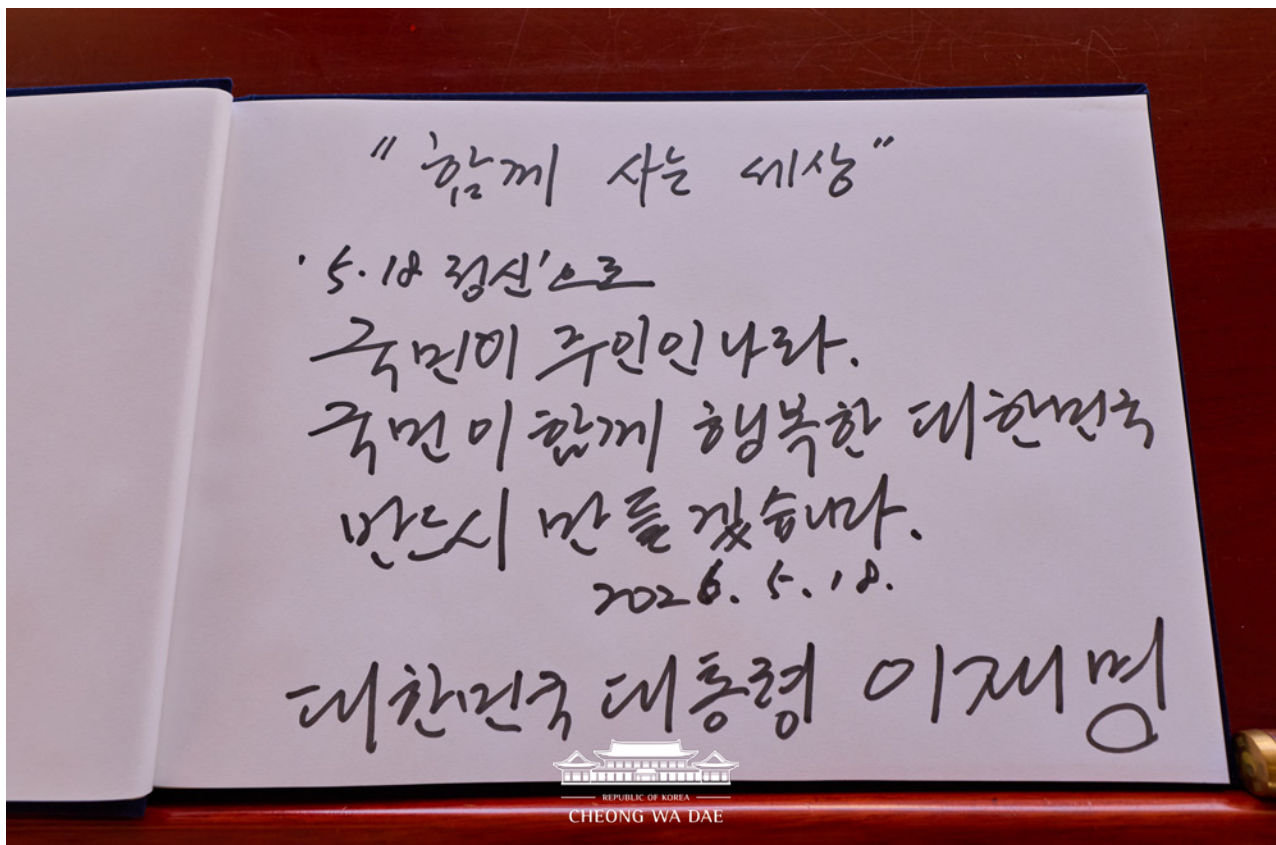 "함께 사는 세상"
'5.18 정신'으로
국민이 주인인 나라.
국민이 함께 행복한 대한민국
반드시 만들겠습니다.
2026. 5. 18.
대한민국 대통령 이재명
REPUBLIC OF KOREA
CHEONG WA DAE